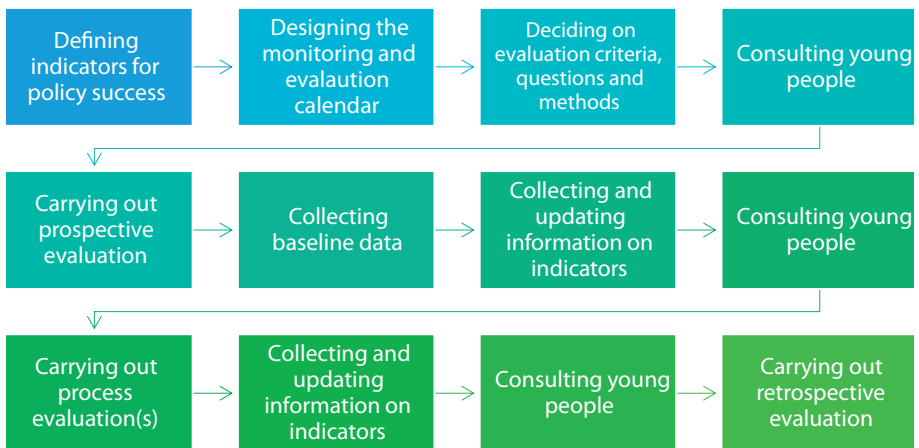 Defining
indicators for
policy success
Designing the
monitoring and
evalaution
calendar
Deciding on
evaluation criteria,
questions and
methods
Consulting young
people
Carrying out
prospective
evaluation
Collecting
baseline data
Collecting and
updating
information on
indicators
Consulting young
people
Carrying out
process
evaluation(s)
Collecting and
updating
information on
indicators
Consulting young
people
Carrying out
retrospective
evaluation